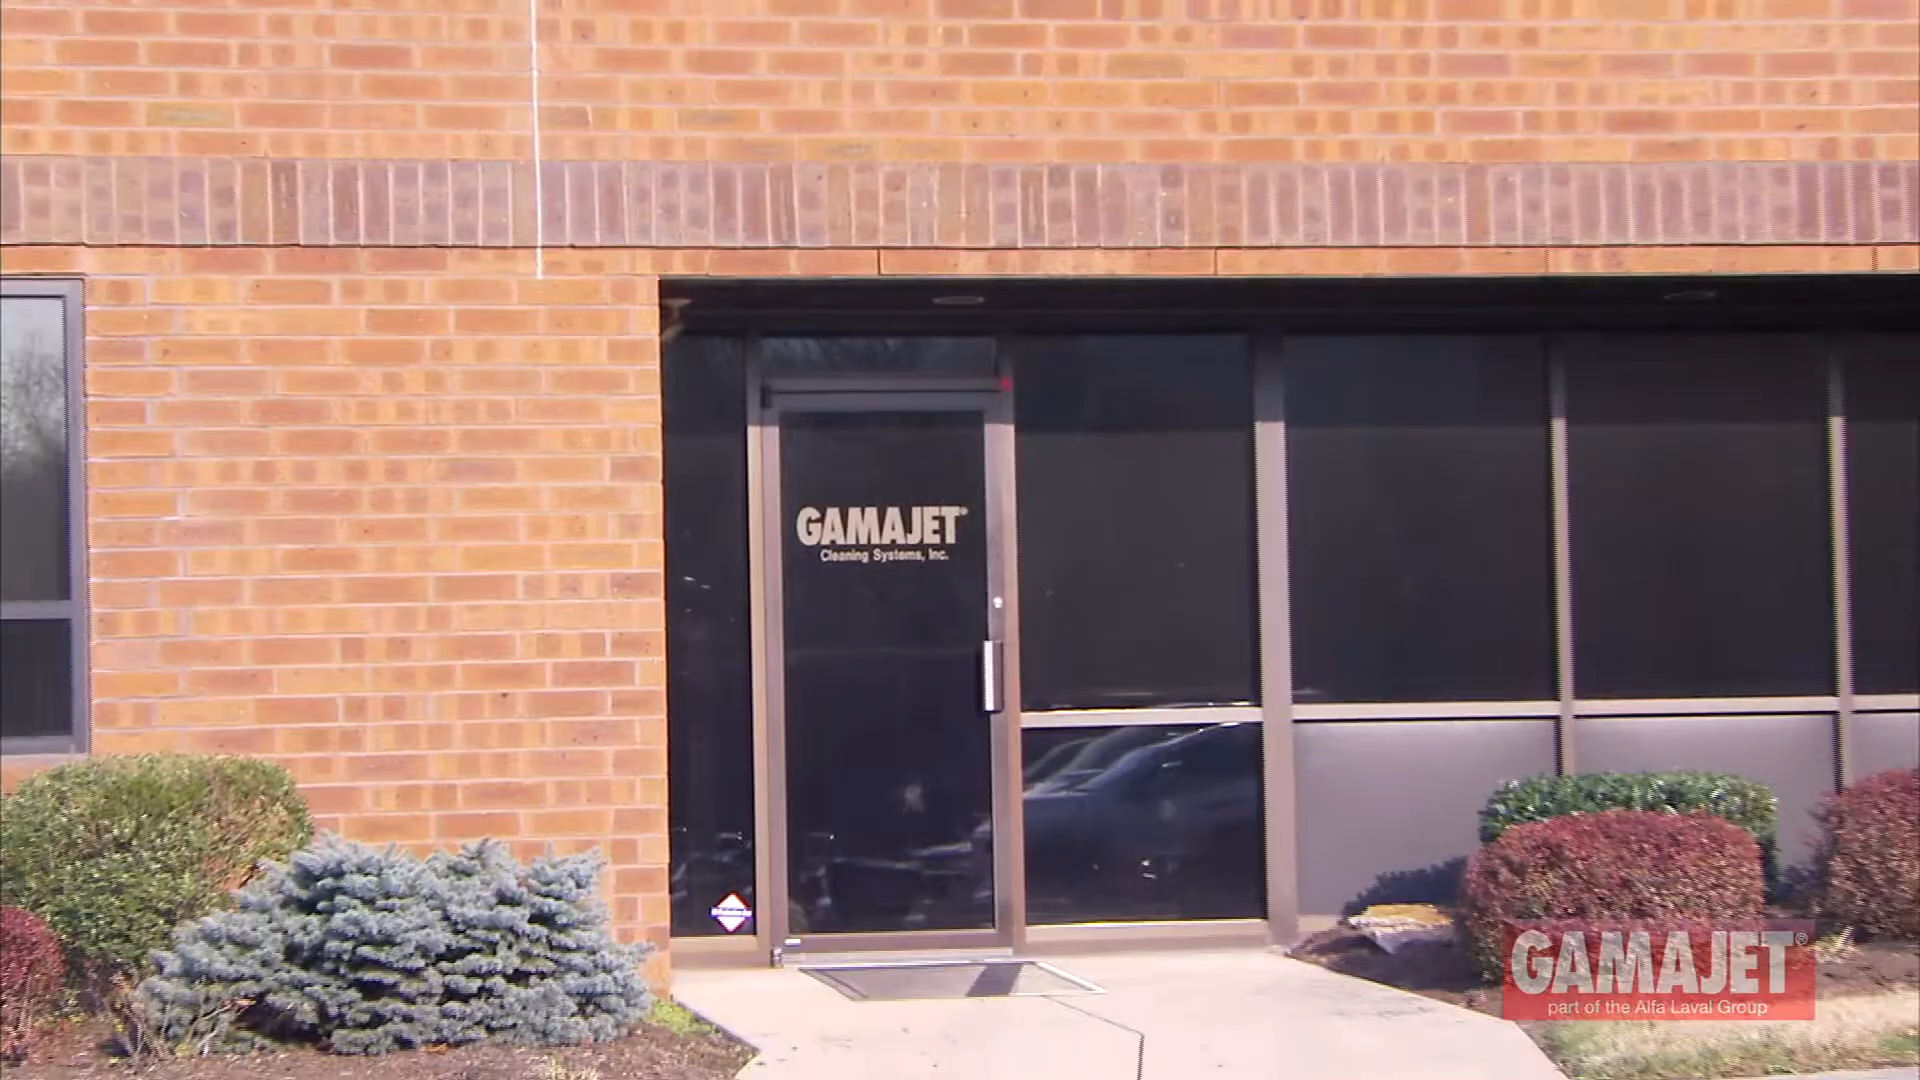 GAMAJET®
Cleaning Systems, Inc.
GAMAJET®
part of the Alfa Laval Group